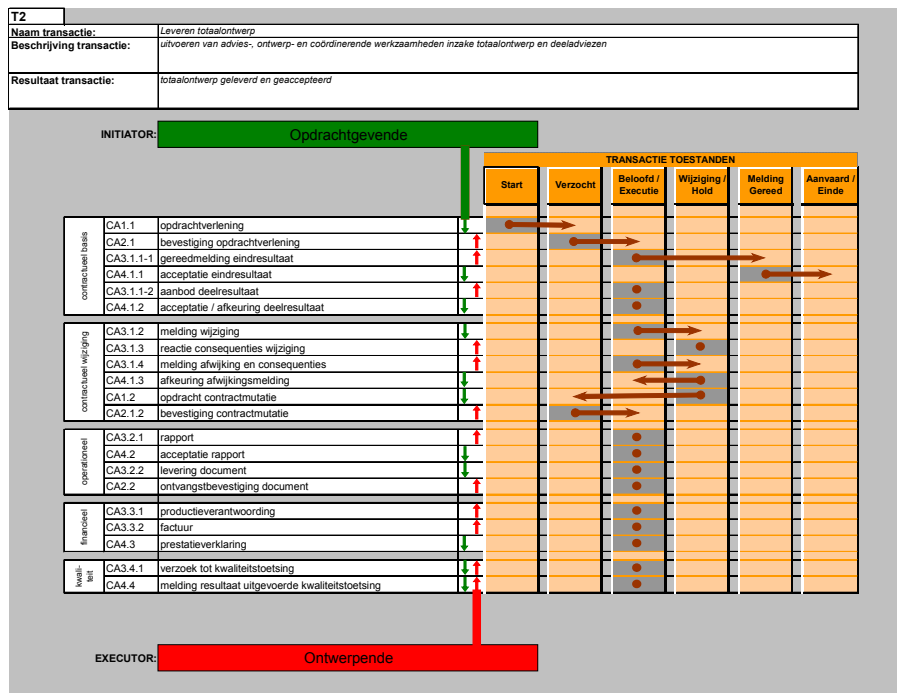 T2
Naam transactie: Leveren totaalontwerp
Beschrijving transactie: uitvoeren van advies-, ontwerp- en coördinerende werkzaamheden inzake totaalontwerp en deeladviezen
Resultaat transactie: totaalontwerp geleverd en geaccepteerd
INITIATOR: Opdrachtgevende
TRANSACTIE TOESTANDEN
Start Verzocht Beloofd / Executie Wijziging / Hold Melding Gereed Aanvaard / Einde
contractueel basis
CA1.1 opdrachtverlening
CA2.1 bevestiging opdrachtverlening
CA3.1.1-1 gereedmelding eindresultaat
CA4.1.1 acceptatie eindresultaat
CA3.1.1-2 aanbod deelresultaat
CA4.1.2 acceptatie / afkeuring deelresultaat
contractueel wijziging
CA3.1.2 melding wijziging
CA3.1.3 reactie consequenties wijziging
CA3.1.4 melding afwijking en consequenties
CA4.1.3 afkeuring afwijkingsmelding
CA1.2 opdracht contractmutatie
CA2.1.2 bevestiging contractmutatie
operationeel
CA3.2.1 rapport
CA4.2 acceptatie rapport
CA3.2.2 levering document
CA2.2 ontvangstbevestiging document
financieel
CA3.3.1 productieverantwoording
CA3.3.2 factuur
CA4.3 prestatieverklaring
kwali-
teit
CA3.4.1 verzoek tot kwaliteitstoetsing
CA4.4 melding resultaat uitgevoerde kwaliteitstoetsing
EXECUTOR: Ontwerpende